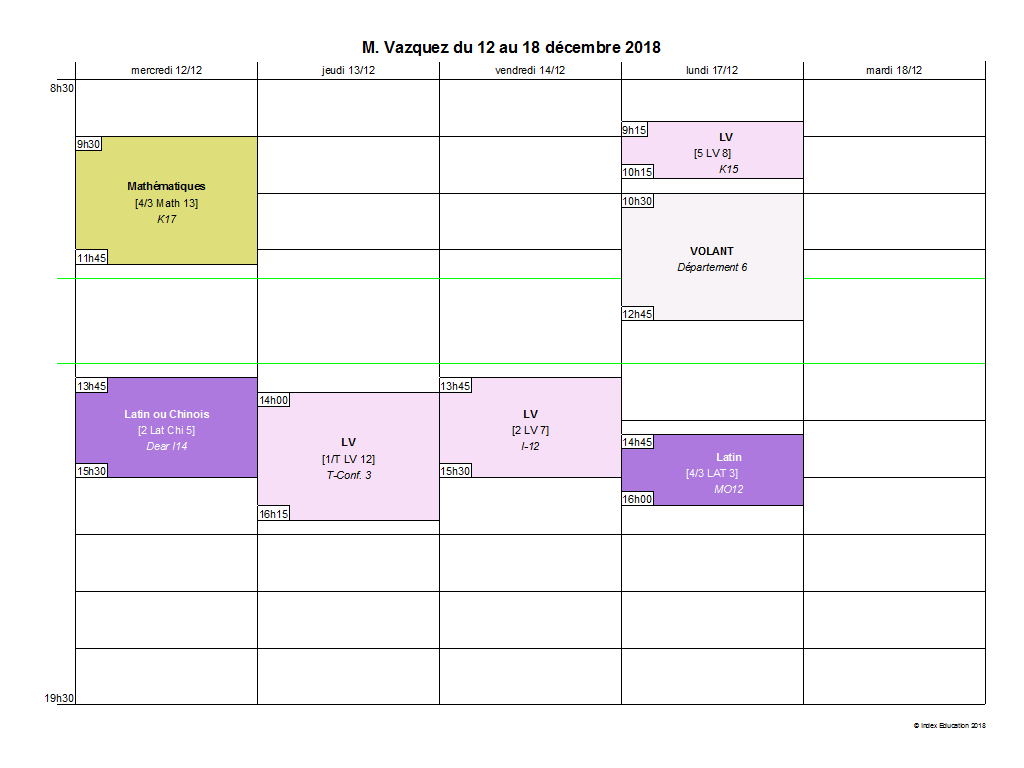 M. Vazquez du 12 au 18 décembre 2018
mercredi 12/12
jeudi 13/12
vendredi 14/12
lundi 17/12
mardi 18/12
8h30
9h30
Mathématiques
[4/3 Math 13]
K17
11h45
13h45
Latin ou Chinois
[2 Lat Chi 5]
Dear I14
15h30
14h00
LV
[1/T LV 12]
T-Conf. 3
16h15
13h45
LV
[2 LV 7]
I-12
15h30
9h15
LV
[5 LV 8]
K15
10h15
10h30
VOLANT
Département 6
12h45
14h45
Latin
[4/3 LAT 3]
MO12
16h00
19h30
© Index Education 2018